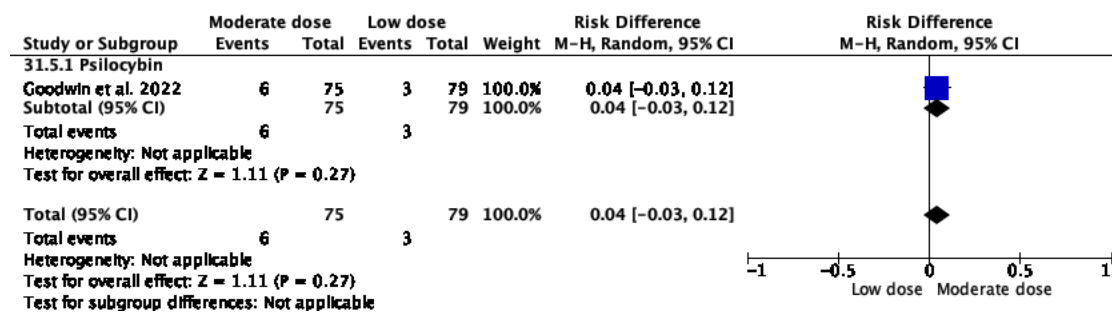 Moderate dose Low dose Risk Difference Risk Difference
Study or Subgroup Events Total Events Total Weight M-H, Random, 95% CI M-H, Random, 95% CI
31.5.1 Psilocybin
Goodwin et al. 2022 6 75 3 79 100.0% 0.04 [-0.03, 0.12]
Subtotal (95% CI) 75 79 100.0% 0.04 [-0.03, 0.12]
Total events 6 3
Heterogeneity: Not applicable
Test for overall effect: Z = 1.11 (P = 0.27)
Total (95% CI) 75 79 100.0% 0.04 [-0.03, 0.12]
Total events 6 3
Heterogeneity: Not applicable
Test for overall effect: Z = 1.11 (P = 0.27)
Test for subgroup differences: Not applicable
-1 -0.5 0 0.5 1
Low dose Moderate dose